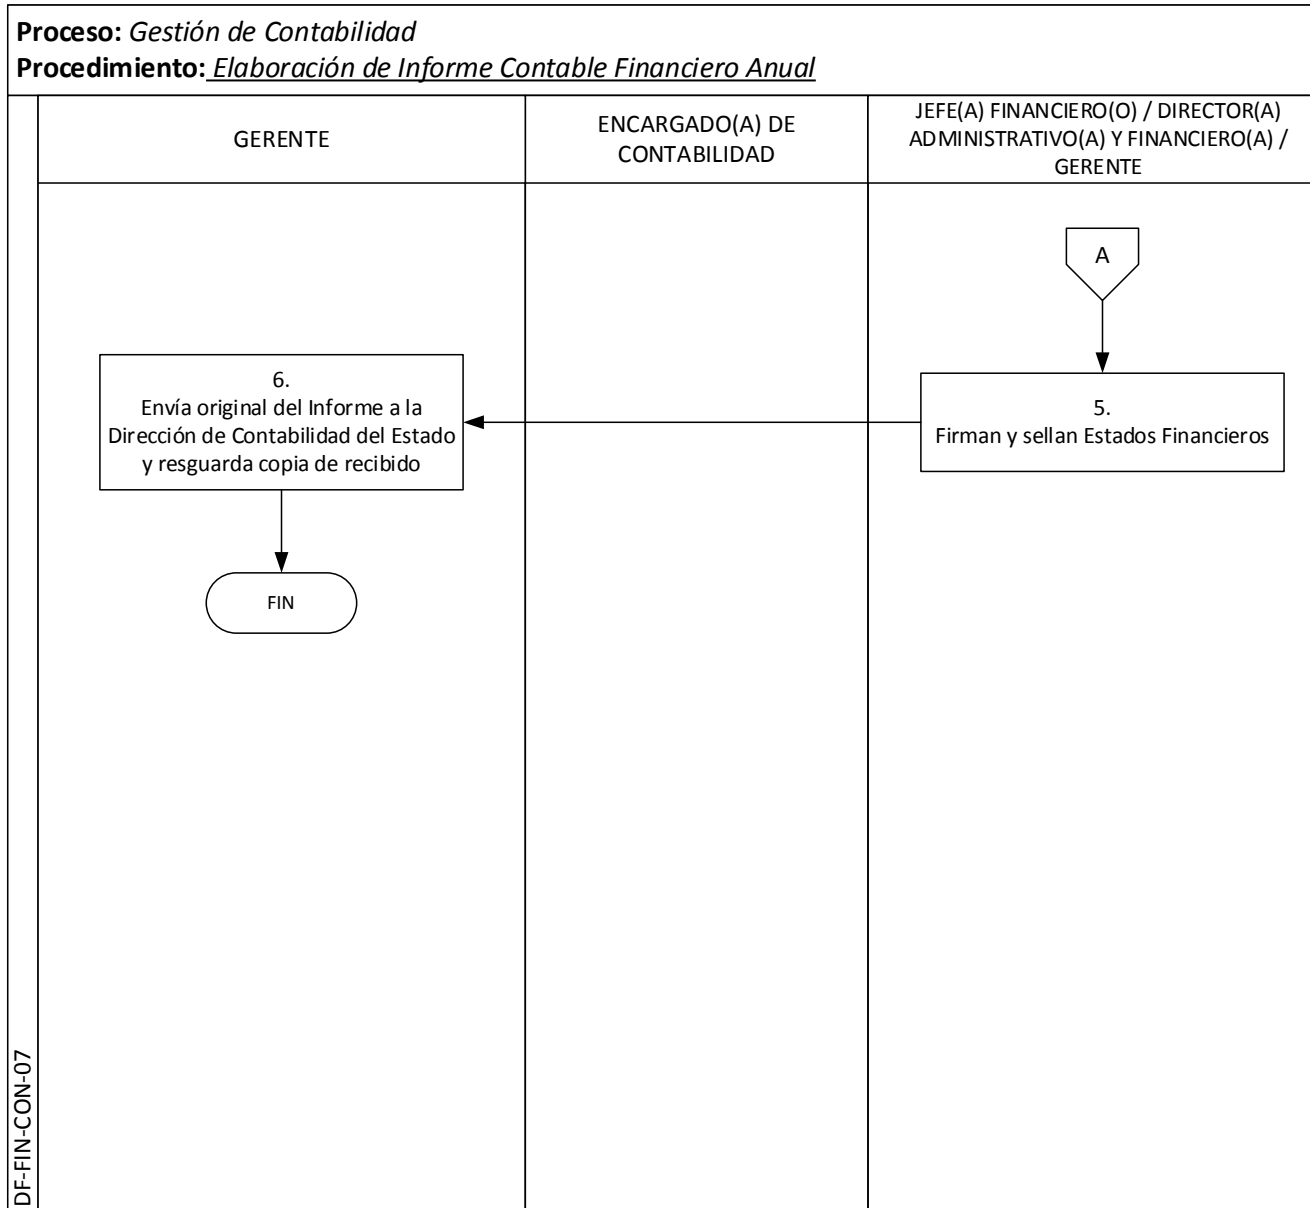 Proceso: Gestión de Contabilidad
Procedimiento: Elaboración de Informe Contable Financiero Anual
GERENTE
ENCARGADO(A) DE
CONTABILIDAD
JEFE(A) FINANCIERO(O) / DIRECTOR(A)
ADMINISTRATIVO(A) Y FINANCIERO(A) /
GERENTE
A
5.
Firman y sellan Estados Financieros
6.
Envía original del Informe a la
Dirección de Contabilidad del Estado
y resguarda copia de recibido
FIN
DF-FIN-CON-07